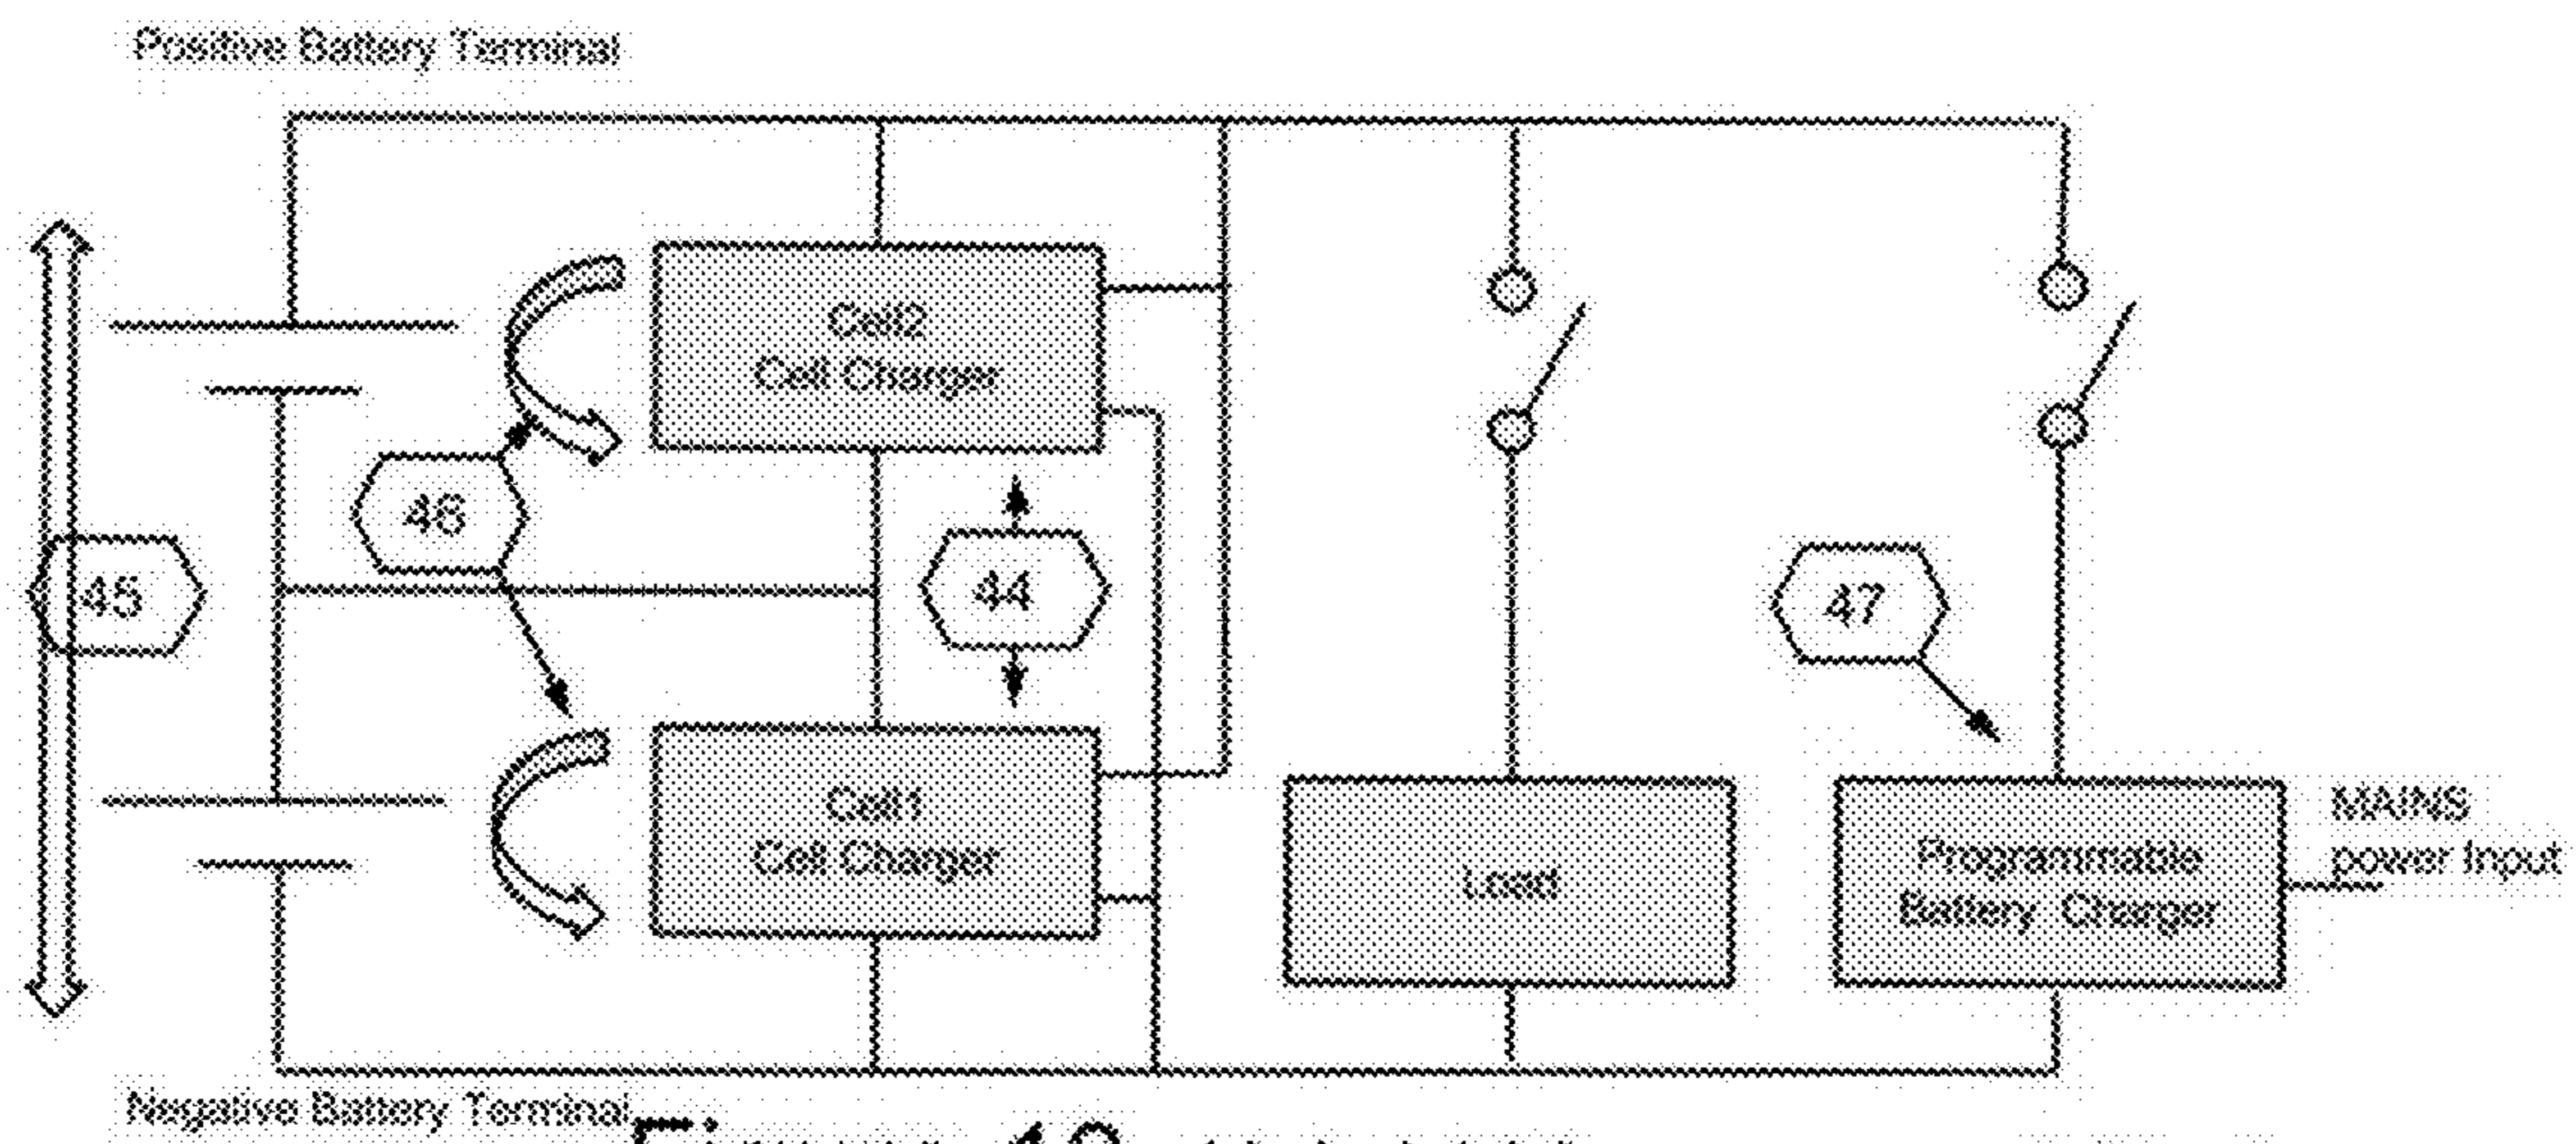 Positive Battery Terminal
Cell2
Cell Charger
46
45
44
47
Cell1
Cell Charger
Load
Programmable
Battery Charger
MAINS
power Input
Negative Battery Terminal